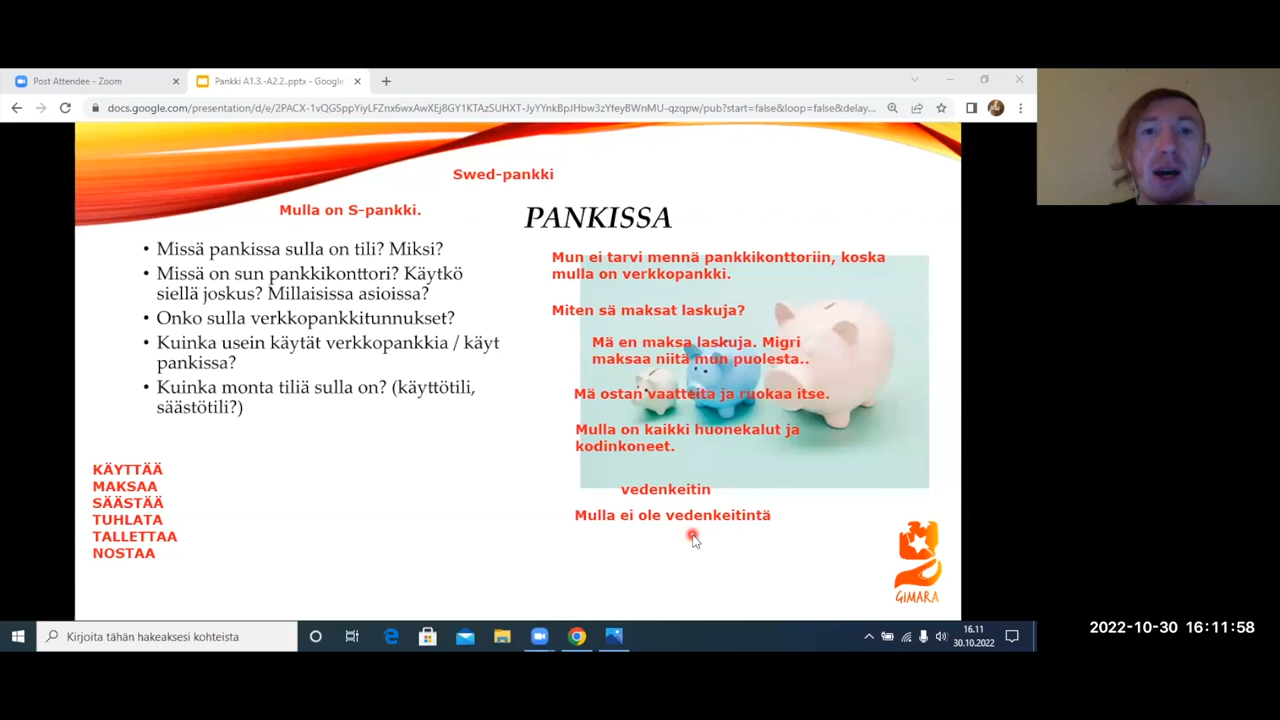 Post Attendee - Zoom
Pankki A1.3.-A2.2.pptx - Google
docs.google.com/presentation/d/e/2PACX-1vQGSppYiyLFZnx6wxAwXEj8GY1KTAzSUHXT-JyYYnkBpJHbw3zYfeyBWnMU-qzqpw/pub?start=false&loop=false&delay...
Swed-pankki
Mulla on S-pankki.
PANKISSA
• Missä pankissa sulla on tili? Miksi?
• Missä on sun pankkikonttori? Käytkö
siellä joskus? Millaisissa asioissa?
• Onko sulla verkkopankkitunnukset?
• Kuinka usein käytät verkkopankkia / käyt
pankissa?
• Kuinka monta tiliä sulla on? (käyttötili,
säästötili?)
KÄYTTÄÄ
MAKSAA
SÄÄSTÄÄ
TUHLATA
TALLETTAA
NOSTAA
Mun ei tarvi mennä pankkikonttoriin, koska
mulla on verkkopankki.
Miten sä maksat laskuja?
Mä en maksa laskuja. Migri
maksaa niitä mun puolesta..
Mä ostan vaatteita ja ruokaa itse.
Mulla on kaikki huonekalut ja
kodinkoneet.
vedenkeitin
Mulla ei ole vedenkeitintä
GIMARA
Kirjoita tähän hakeaksesi kohteista
16.11
30.10.2022
2022-10-30 16:11:58